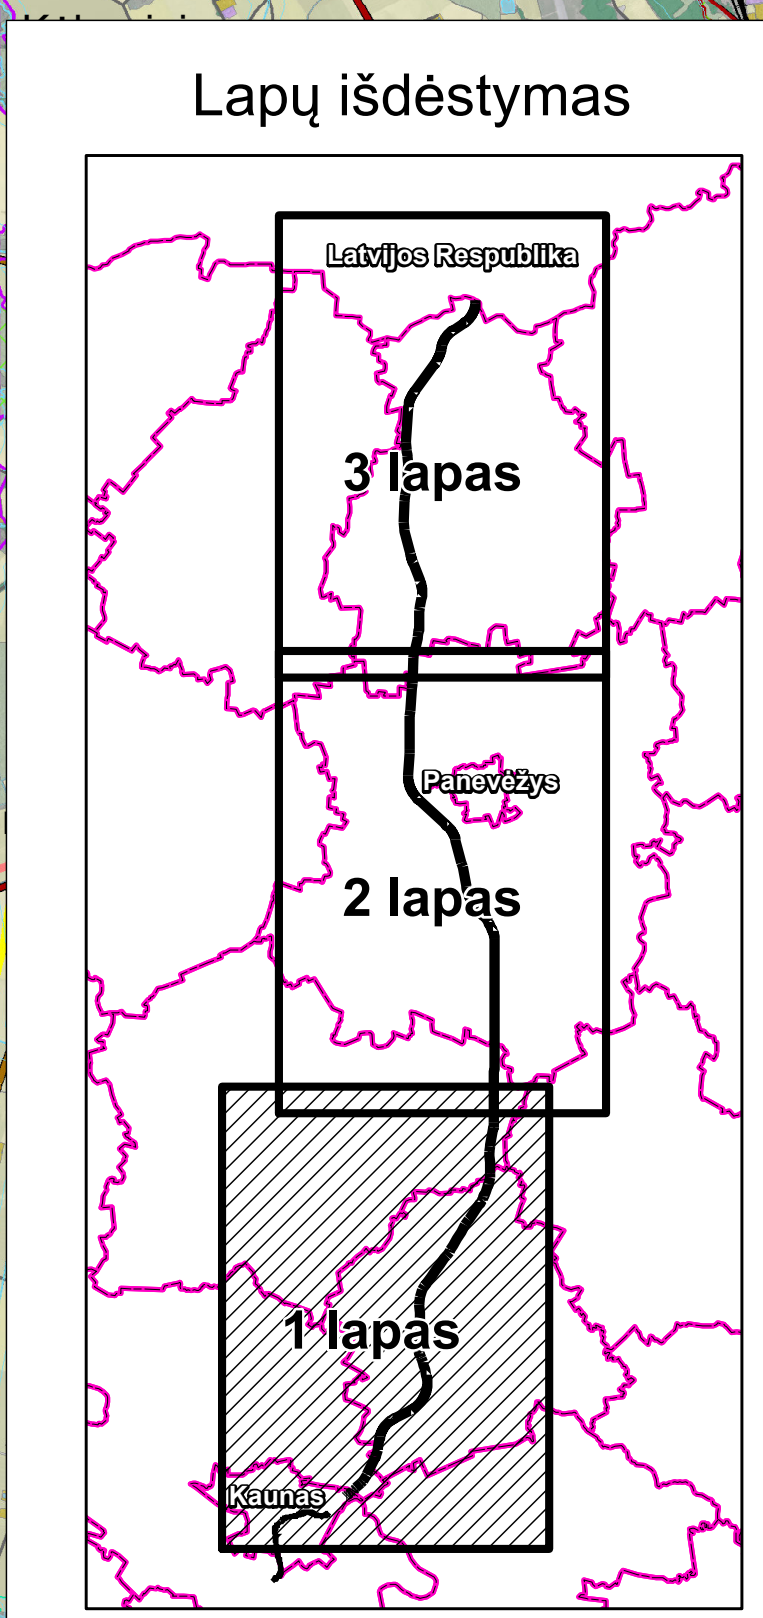 Lapų išdėstymas
Latvijos Respublika
3 lapas
Panevėžys
2 lapas
1 lapas
Kaunas